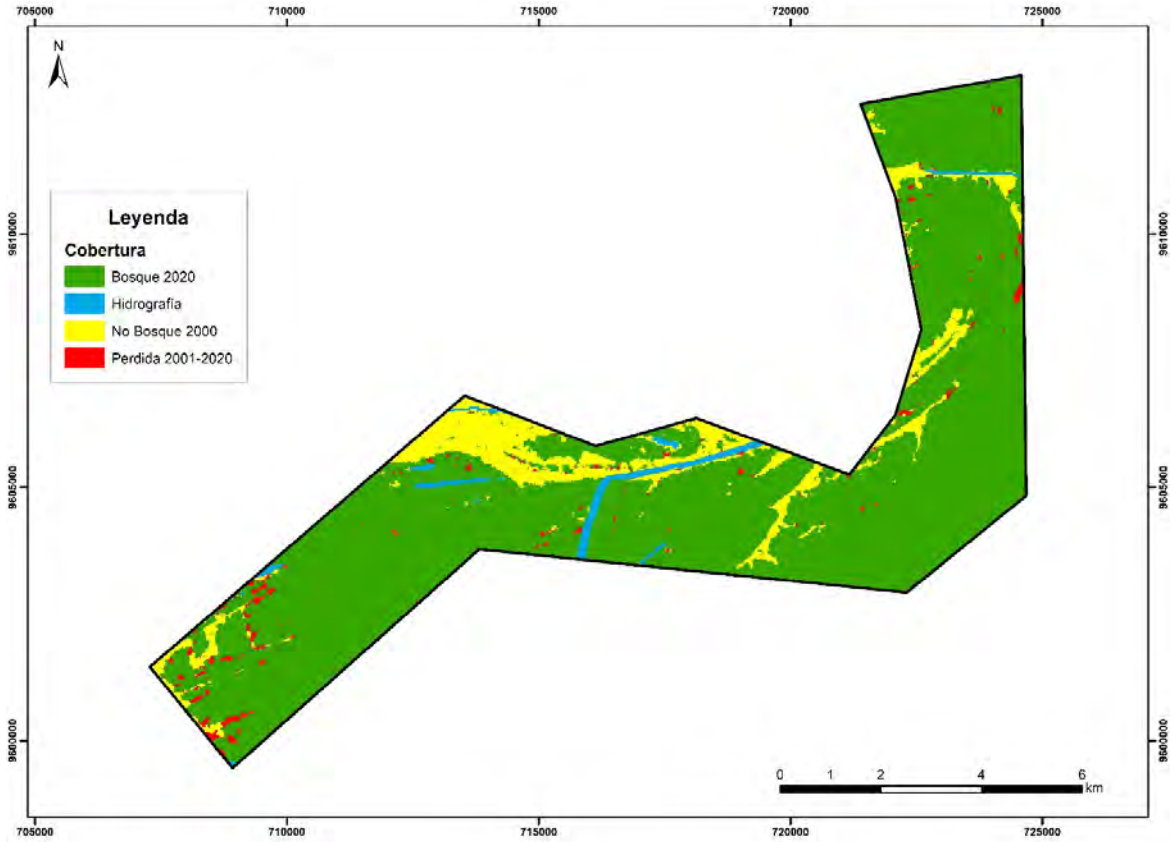 705000 710000 715000 720000 725000
N
Leyenda
Cobertura
Bosque 2020
Hidrografía
No Bosque 2000
Perdida 2001-2020
9610000 9610000
9605000 9605000
9600000 9600000
0 1 2 4 6
km
705000 710000 715000 720000 725000